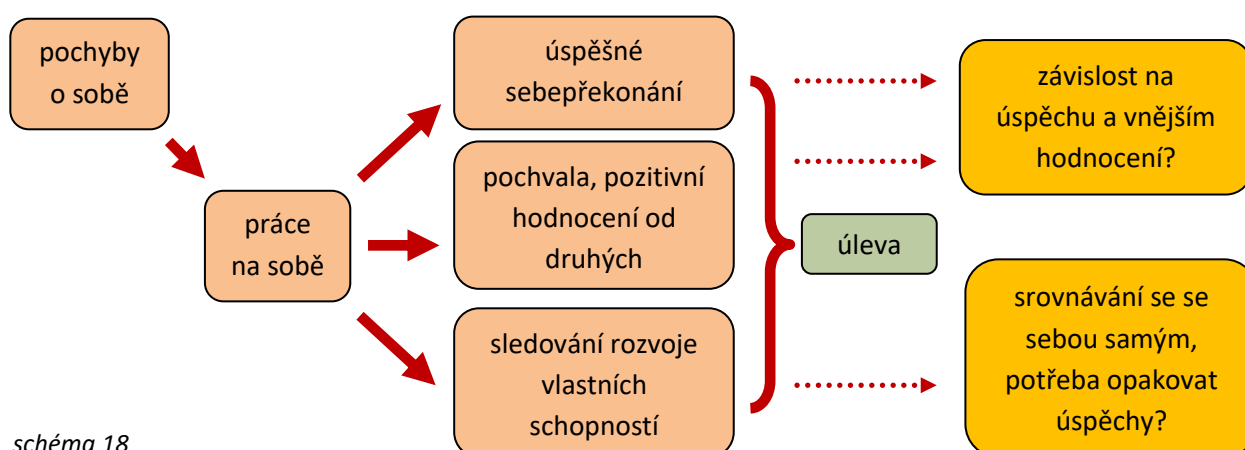 pochyby
o sobě
práce
na sobě
úspěšné
sebepřekonání
pochvala, pozitivní
hodnocení od
druhých
sledování rozvoje
vlastních
schopností
úleva
závislost na
úspěchu a vnějším
hodnocení?
srovnávání se se
sebou samým,
potřeba opakovat
úspěchy?
schéma 18